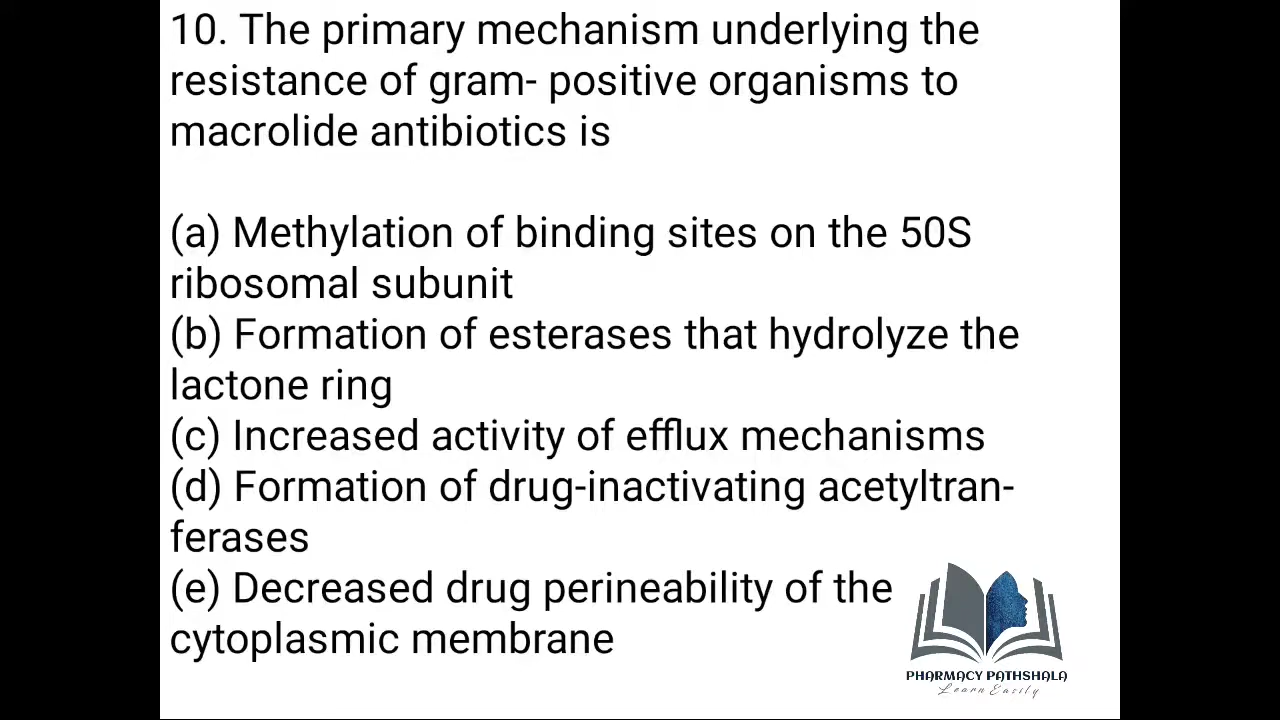 10. The primary mechanism underlying the
resistance of gram- positive organisms to
macrolide antibiotics is
(a) Methylation of binding sites on the 50S
ribosomal subunit
(b) Formation of esterases that hydrolyze the
lactone ring
(c) Increased activity of efflux mechanisms
(d) Formation of drug-inactivating acetyltran-
ferases
(e) Decreased drug perineability of the
cytoplasmic membrane
PHARMACY PATHSHALA
Learn Easily